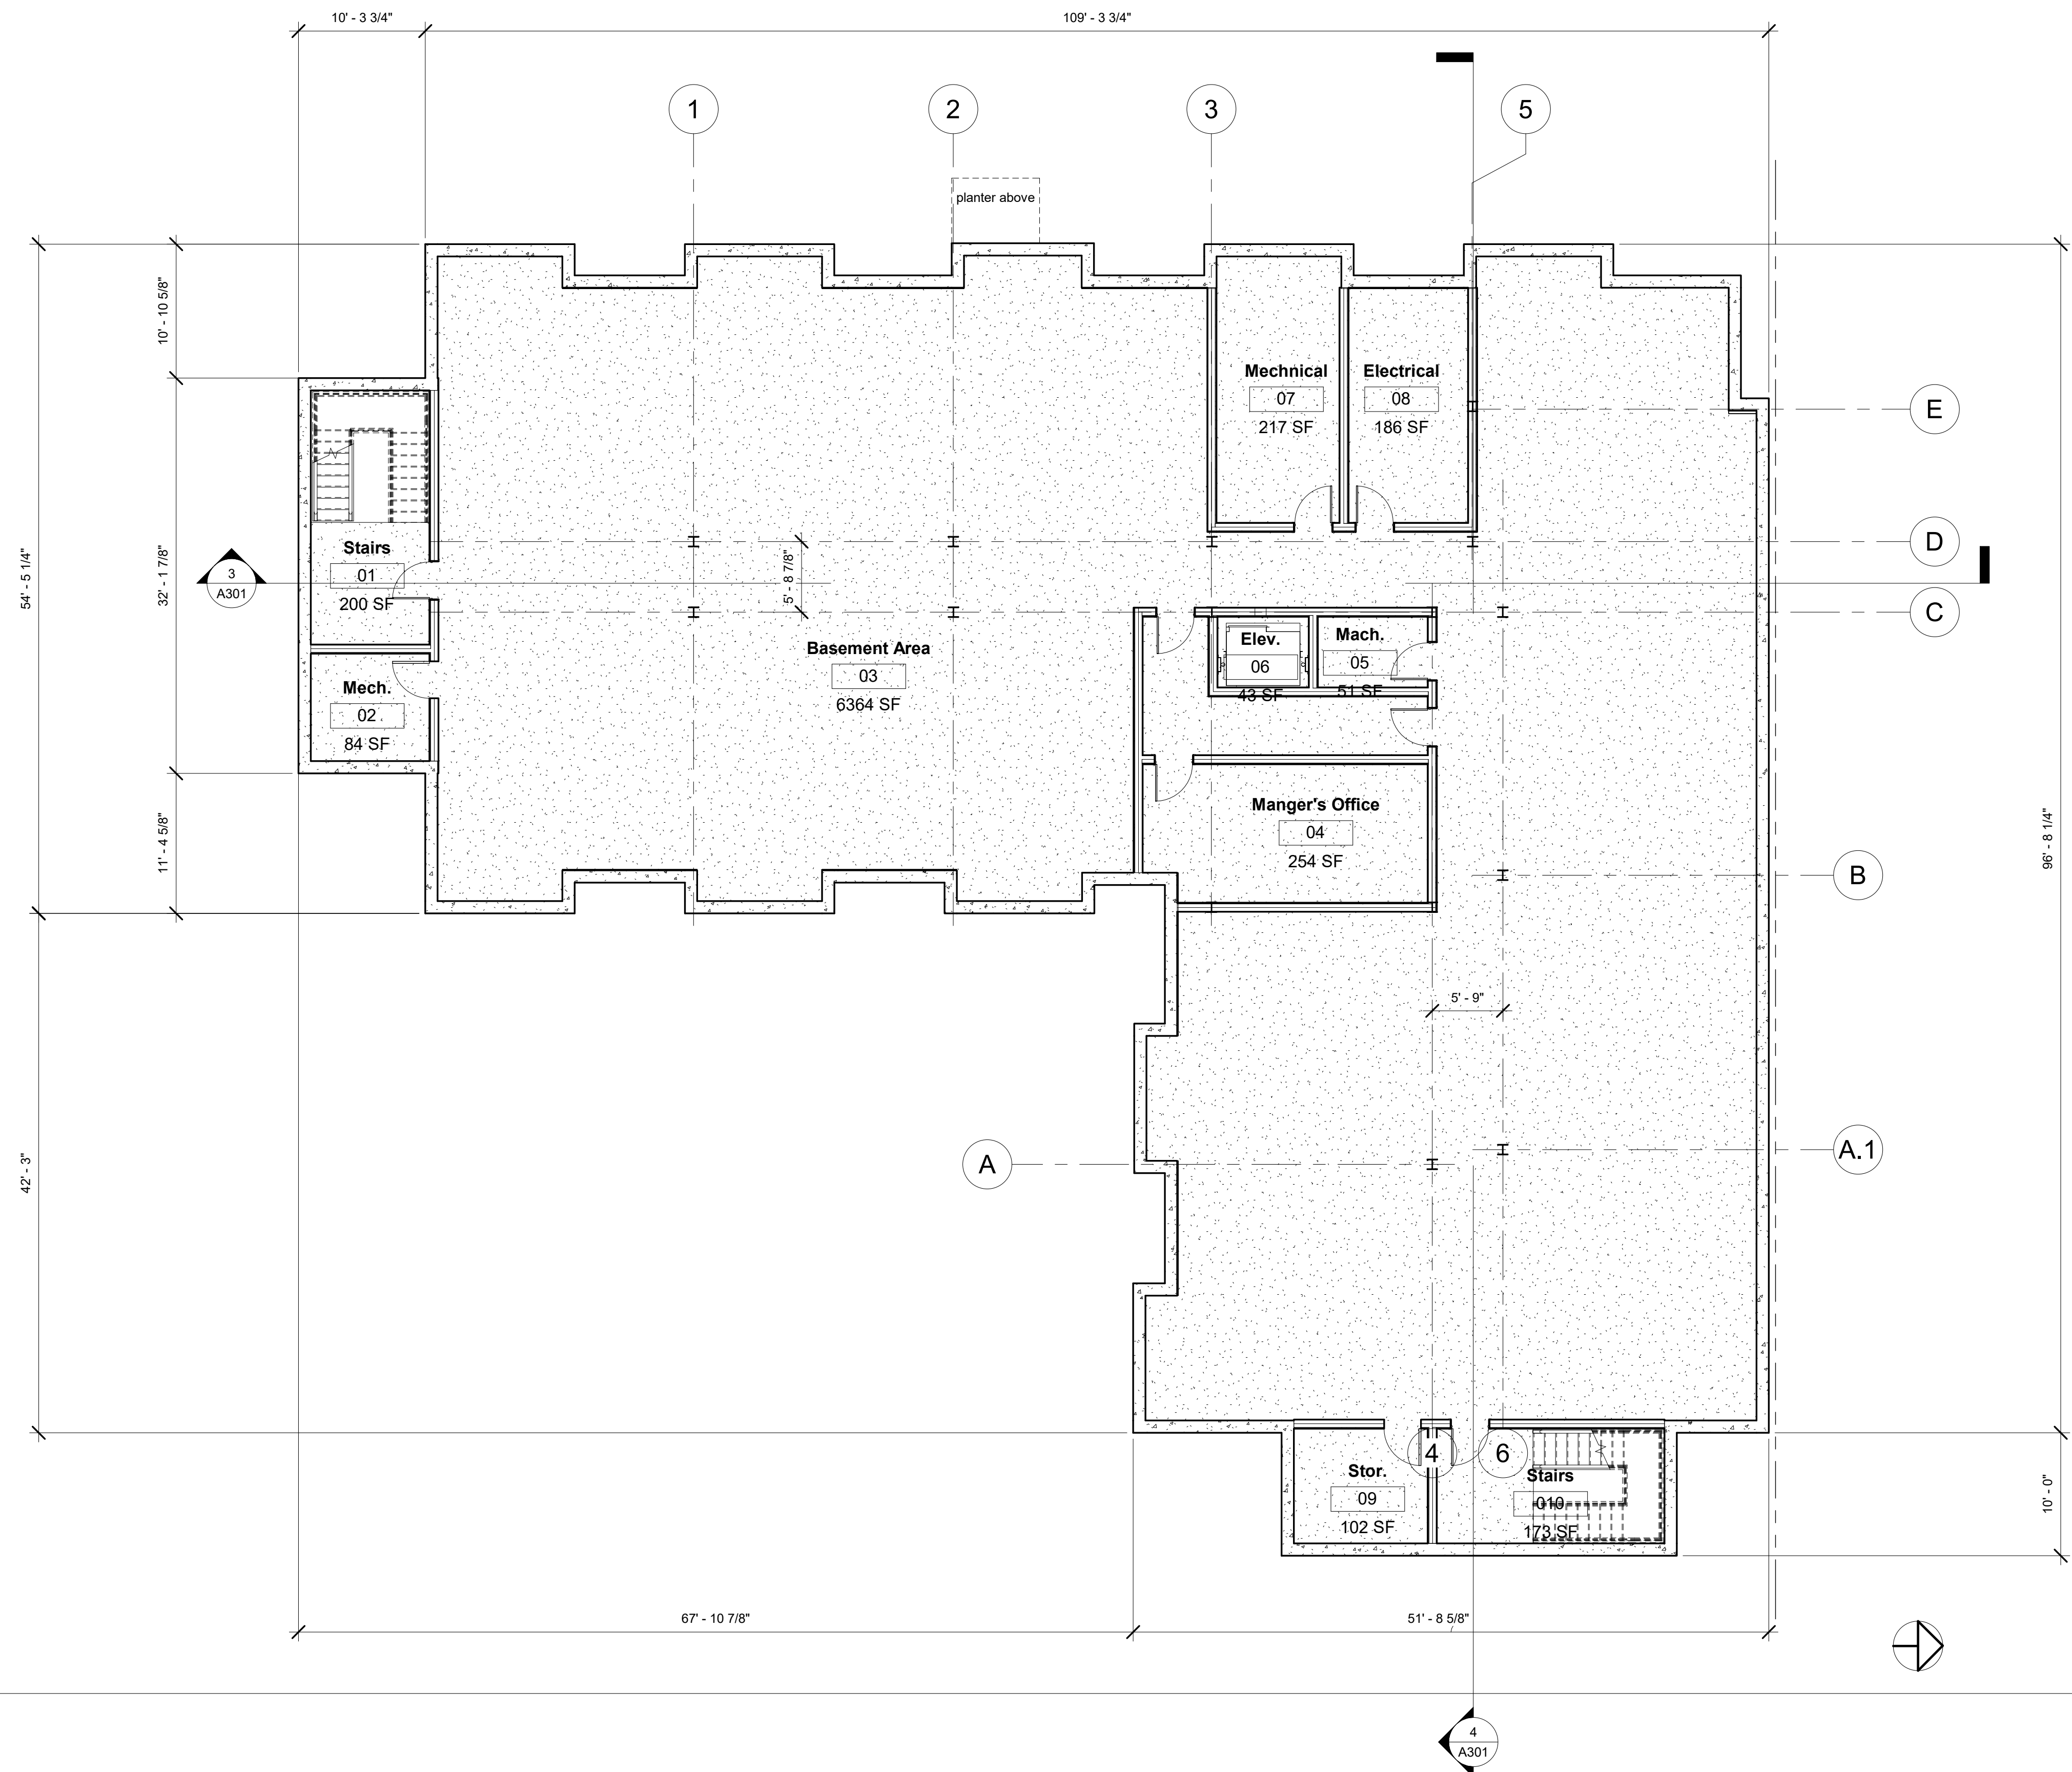 10' - 3 3/4"
109' - 3 3/4"
1
2
3
5
planter above
10' - 10 5/8"
54' - 5 1/4"
32' - 1 7/8"
11' - 4 5/8"
42' - 3"
Mechnical
07
217 SF
Electrical
08
186 SF
E
D
C
Stairs
01
200 SF
3
A301
5' - 8 7/8"
Basement Area
03
6364 SF
Elev.
06
43 SF
Mach.
05
51 SF
Mech.
02
84 SF
Manger's Office
04
254 SF
B
96' - 8 1/4"
5' - 9"
A
A.1
4
6
Stor.
09
102 SF
Stairs
010
173 SF
10' - 0"
67' - 10 7/8"
51' - 8 5/8"
4
A301